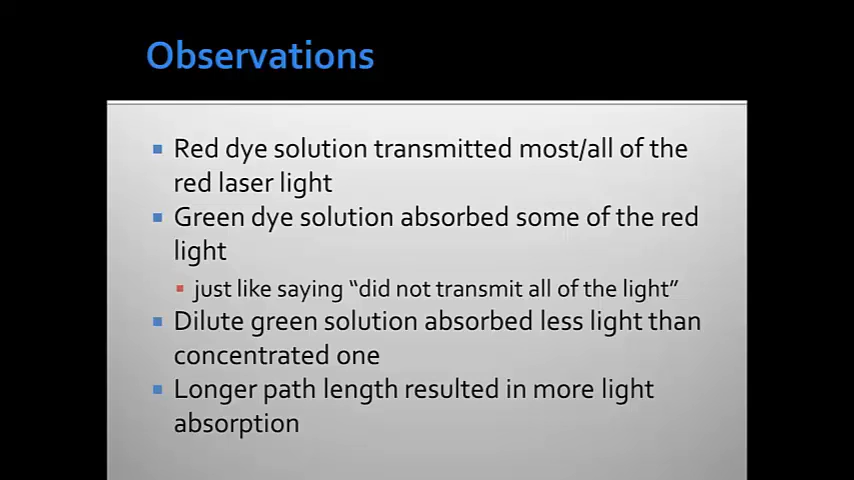 Observations
Red dye solution transmitted most/all of the
red laser light
Green dye solution absorbed some of the red
light
just like saying “did not transmit all of the light”
Dilute green solution absorbed less light than
concentrated one
Longer path length resulted in more light
absorption